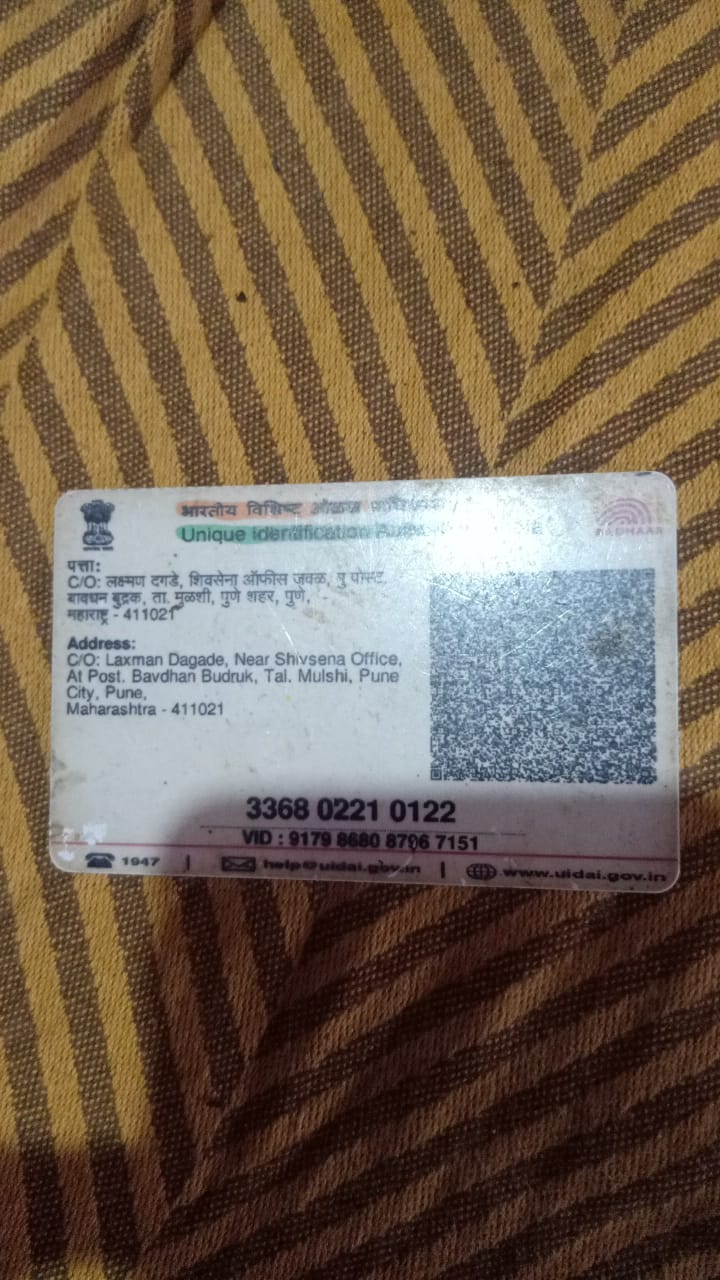 भारतीय विशिष्ट
Unique Identification
AADHAAR
पत्ता:
C/O: लक्ष्मण दगडे, शिवसेना ऑफीस जवळ, पोस्ट
बावधन बुद्रुक, ता. मुळशी, पुणे शहर, पुणे,
महाराष्ट्र - 411021
Address:
C/O: Laxman Dagade, Near Shivsena Office,
At Post. Bavdhan Budruk, Tal. Mulshi, Pune
City, Pune,
Maharashtra - 411021
3368 0221 0122
VID : 9179 8680 8796 7151
1947 | help@uidai.gov.in | www.uidai.gov.in